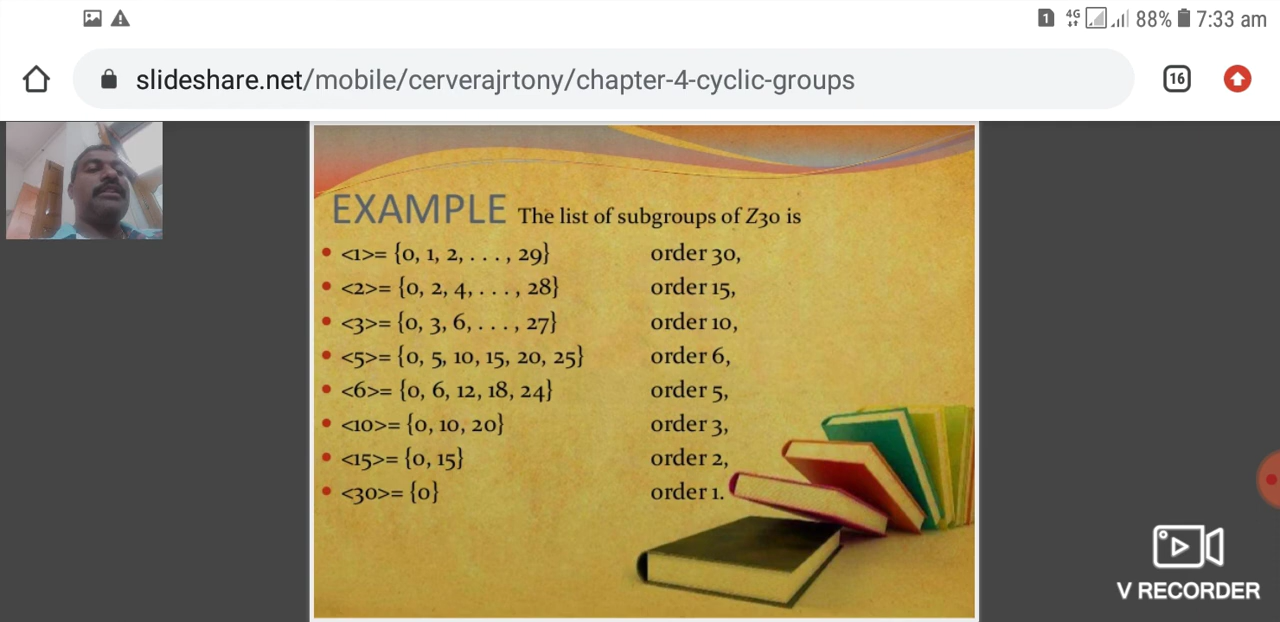 1 4G 88% 7:33 am
slideshare.net/mobile/cerverajrtony/chapter-4-cyclic-groups
16
EXAMPLE The list of subgroups of Z30 is
• <1>= {0, 1, 2, . . . , 29} order 30,
• <2>= {0, 2, 4, . . . , 28} order 15,
• <3>= {0, 3, 6, . . . , 27} order 10,
• <5>= {0, 5, 10, 15, 20, 25} order 6,
• <6>= {0, 6, 12, 18, 24} order 5,
• <10>= {0, 10, 20} order 3,
• <15>= {0, 15} order 2,
• <30>= {0} order 1.
V RECORDER